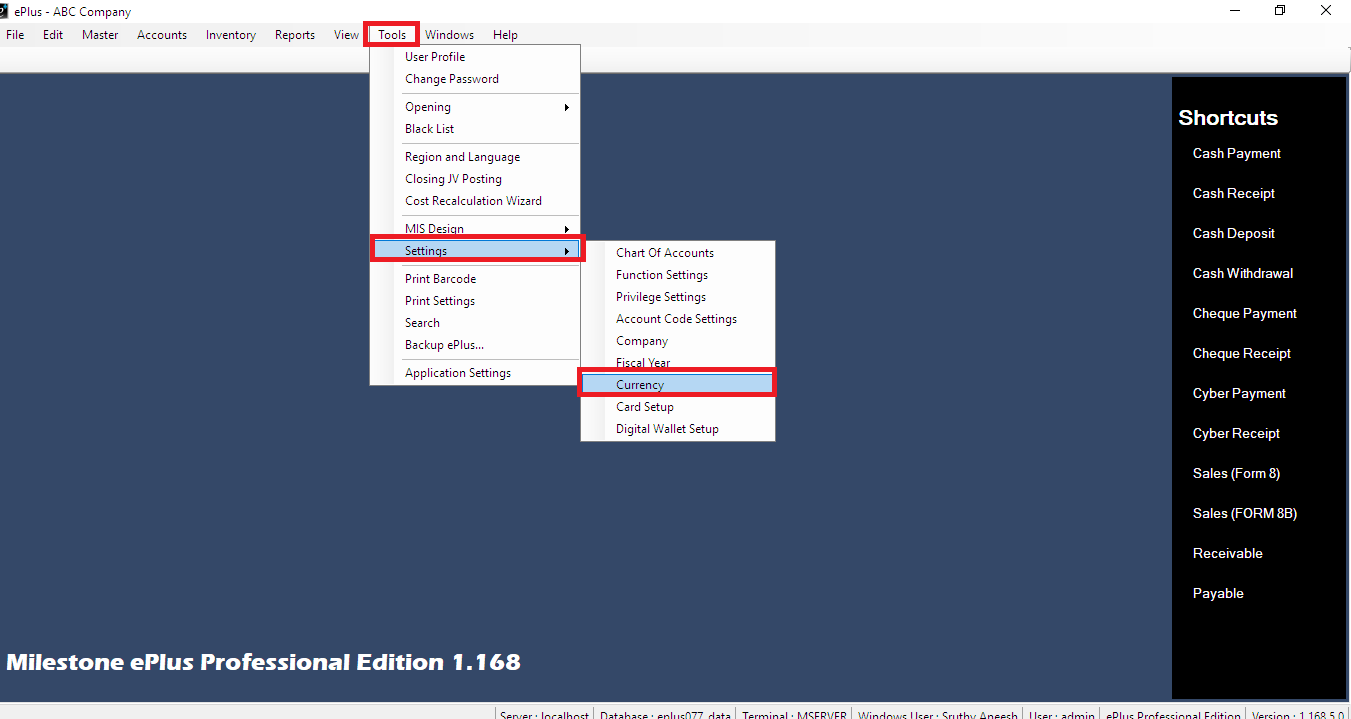 ePlus - ABC Company
File Edit Master Accounts Inventory Reports View Tools Windows Help
User Profile
Change Password
Opening
Black List
Region and Language
Closing JV Posting
Cost Recalculation Wizard
MIS Design
Settings
Print Barcode
Print Settings
Search
Backup ePlus...
Application Settings
Chart Of Accounts
Function Settings
Privilege Settings
Account Code Settings
Company
Fiscal Year
Currency
Card Setup
Digital Wallet Setup
Shortcuts
Cash Payment
Cash Receipt
Cash Deposit
Cash Withdrawal
Cheque Payment
Cheque Receipt
Cyber Payment
Cyber Receipt
Sales (Form 8)
Sales (FORM 8B)
Receivable
Payable
Milestone ePlus Professional Edition 1.168
Server : localhost Database : eplus077_data Terminal : MSERVER Windows User : Sruthy Aneesh User : admin ePlus Professional Edition Version : 1.168.5.0